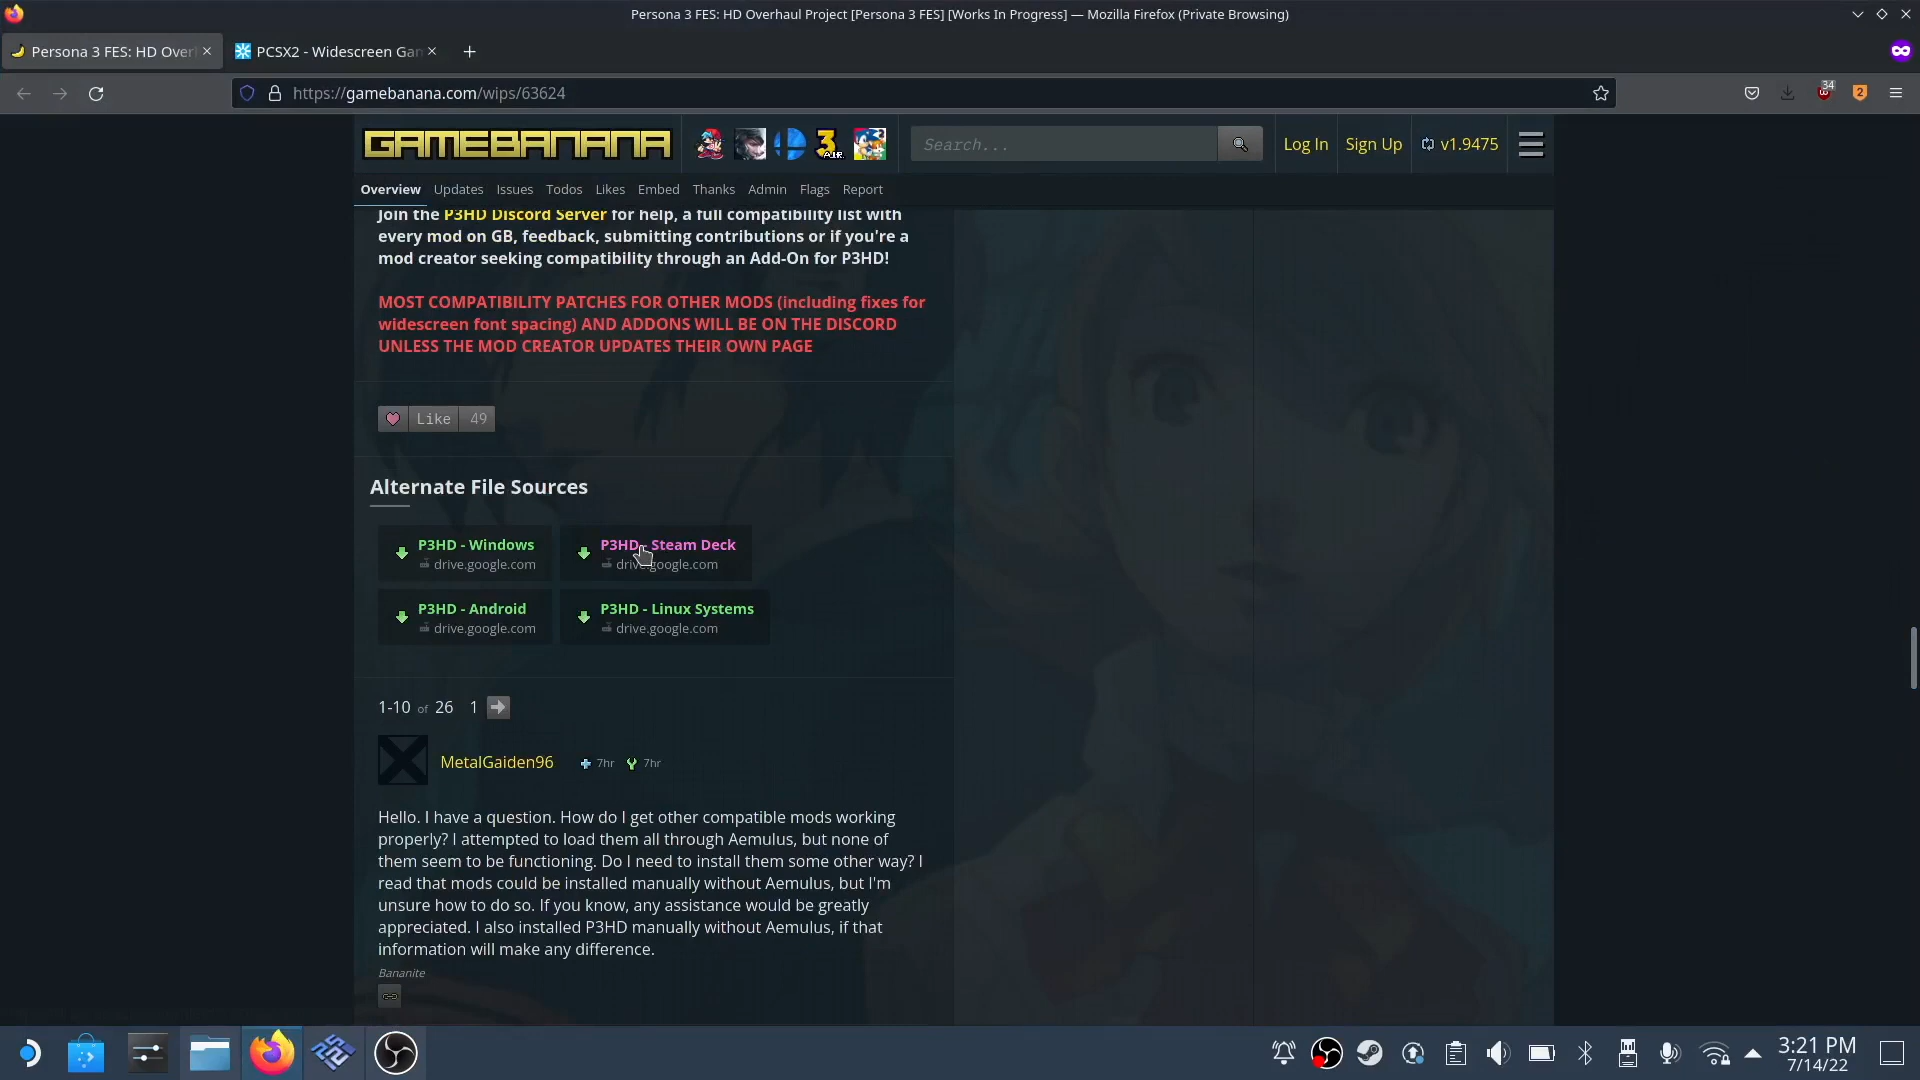 Persona 3 FES: HD Overhaul Project [Persona 3 FES] [Works In Progress] — Mozilla Firefox (Private Browsing)
Persona 3 FES: HD Over
PCSX2 - Widescreen Gam
https://gamebanana.com/wips/63624
34
2
GAMEBANANA
3
A.I.R.
Search...
Log In
Sign Up
v1.9475
Overview
Updates
Issues
Todos
Likes
Embed
Thanks
Admin
Flags
Report
Join the P3HD Discord Server for help, a full compatibility list with
every mod on GB, feedback, submitting contributions or if you're a
mod creator seeking compatibility through an Add-On for P3HD!
MOST COMPATIBILITY PATCHES FOR OTHER MODS (including fixes for
widescreen font spacing) AND ADDONS WILL BE ON THE DISCORD
UNLESS THE MOD CREATOR UPDATES THEIR OWN PAGE
Like
49
Alternate File Sources
P3HD - Windows
drive.google.com
P3HD - Steam Deck
drive.google.com
P3HD - Android
drive.google.com
P3HD - Linux Systems
drive.google.com
1-10 of 26 1
MetalGaiden96
7hr
7hr
Hello. I have a question. How do I get other compatible mods working
properly? I attempted to load them all through Aemulus, but none of
them seem to be functioning. Do I need to install them some other way? I
read that mods could be installed manually without Aemulus, but I'm
unsure how to do so. If you know, any assistance would be greatly
appreciated. I also installed P3HD manually without Aemulus, if that
information will make any difference.
Bananite
3:21 PM
7/14/22